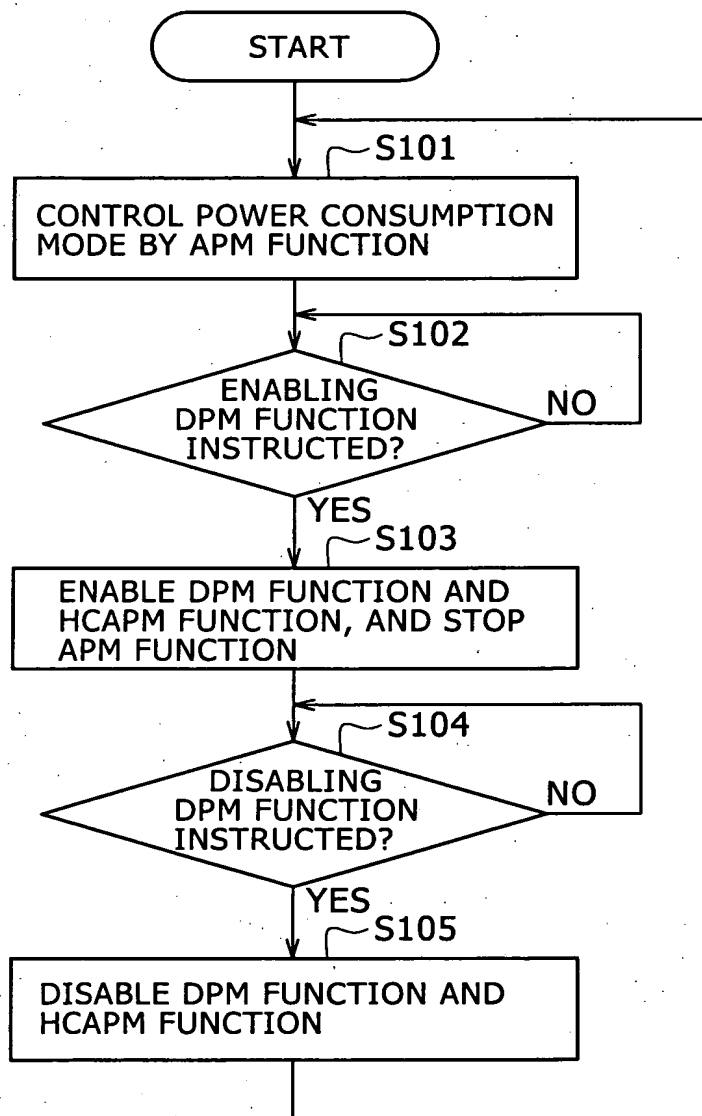 START
S101
CONTROL POWER CONSUMPTION
MODE BY APM FUNCTION
S102
ENABLING
DPM FUNCTION
INSTRUCTED?
NO
YES
S103
ENABLE DPM FUNCTION AND
HCAPM FUNCTION, AND STOP
APM FUNCTION
S104
DISABLING
DPM FUNCTION
INSTRUCTED?
NO
YES
S105
DISABLE DPM FUNCTION AND
HCAPM FUNCTION